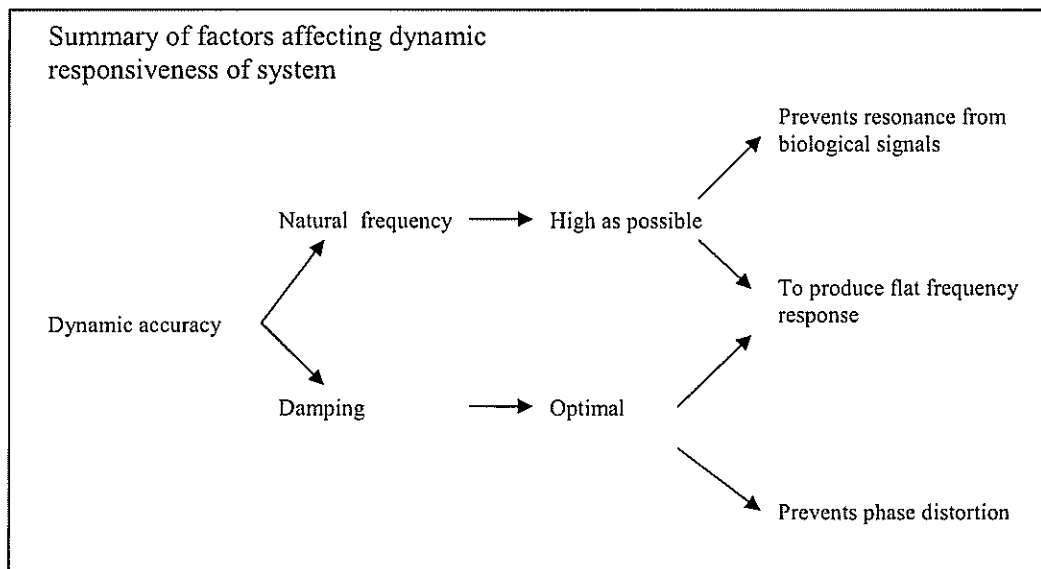 Summary of factors affecting dynamic
responsiveness of system
Prevents resonance from
biological signals
Natural frequency
High as possible
To produce flat frequency
response
Dynamic accuracy
Damping
Optimal
Prevents phase distortion